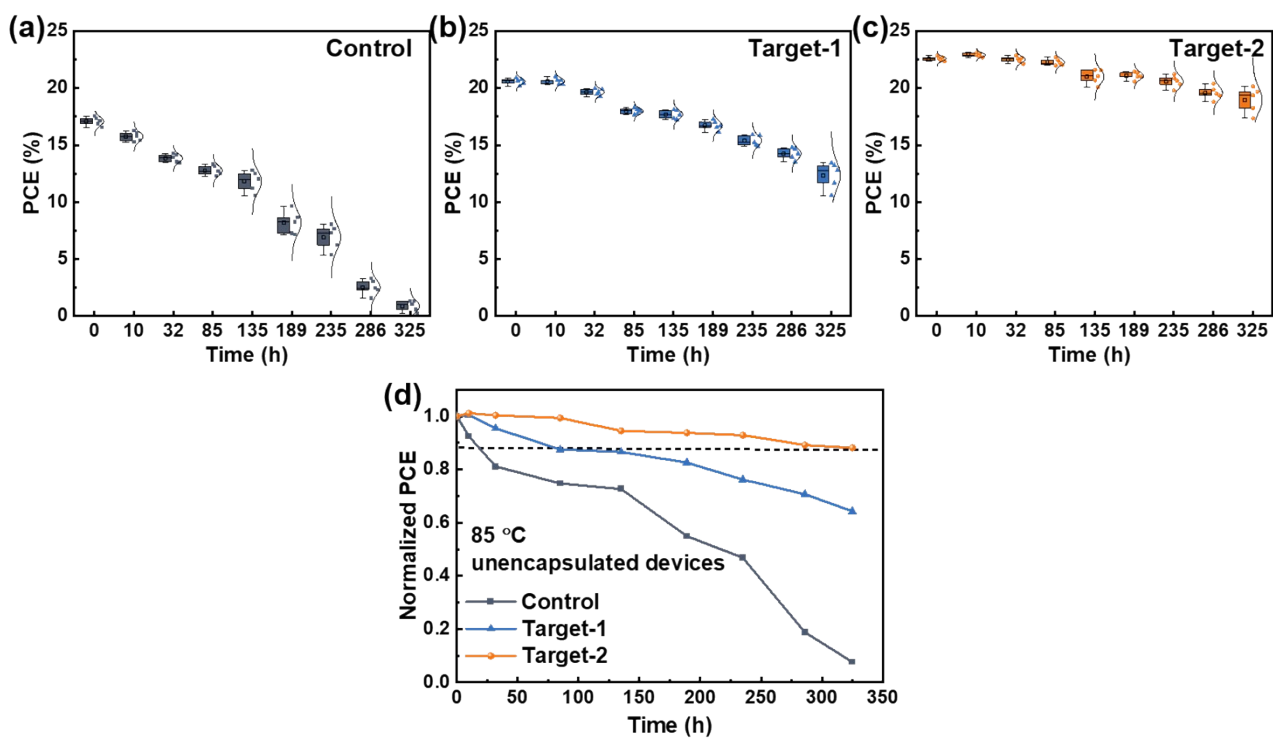 (a)
Control
PCE (%)
25
20
15
10
5
0
0 10 32 85 135 189 235 286 325
Time (h)
(b)
Target-1
PCE (%)
25
20
15
10
5
0
0 10 32 85 135 189 235 286 325
Time (h)
(c)
Target-2
PCE (%)
25
20
15
10
5
0
0 10 32 85 135 189 235 286 325
Time (h)
(d)
Normalized PCE
1.0
0.8
0.6
0.4
0.2
0.0
85 °C
unencapsulated devices
Control
Target-1
Target-2
0 50 100 150 200 250 300 350
Time (h)